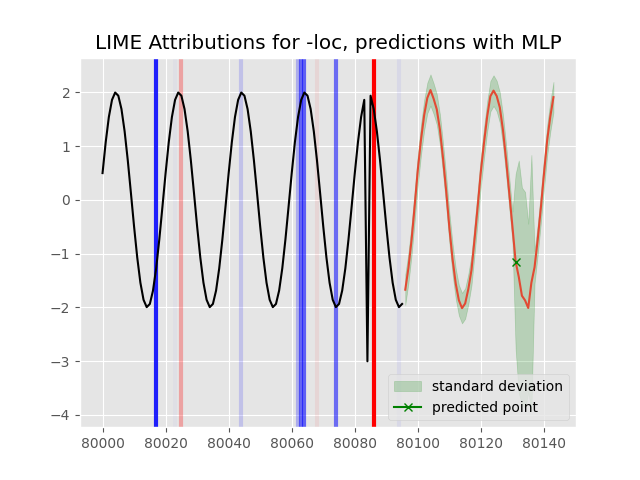 LIME Attributions for -loc, predictions with MLP
2
1
0
−1
−2
−3
−4
standard deviation
predicted point
80000 80020 80040 80060 80080 80100 80120 80140